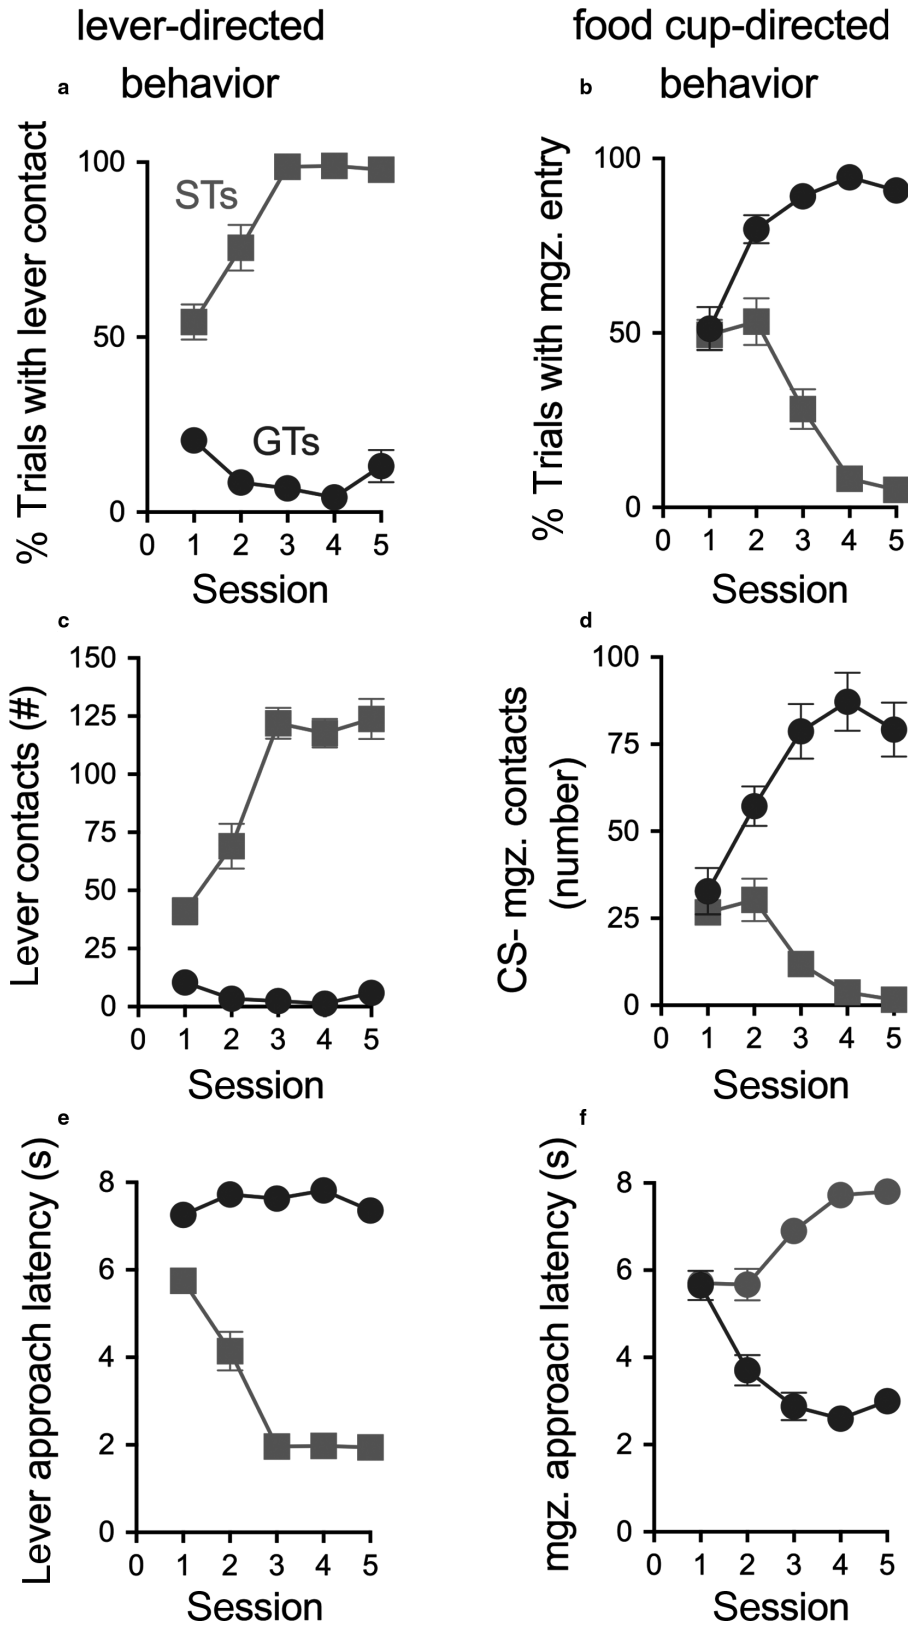 lever-directed
behavior
food cup-directed
behavior
a
% Trials with lever contact
100
50
0
STs
GTs
0 1 2 3 4 5
Session
b
% Trials with mgz. entry
100
50
0
0 1 2 3 4 5
Session
c
Lever contacts (#)
150
125
100
75
50
25
0
0 1 2 3 4 5
Session
d
CS- mgz. contacts
(number)
100
75
50
25
0
0 1 2 3 4 5
Session
e
Lever approach latency (s)
8
6
4
2
0
0 1 2 3 4 5
Session
f
mgz. approach latency (s)
8
6
4
2
0
0 1 2 3 4 5
Session